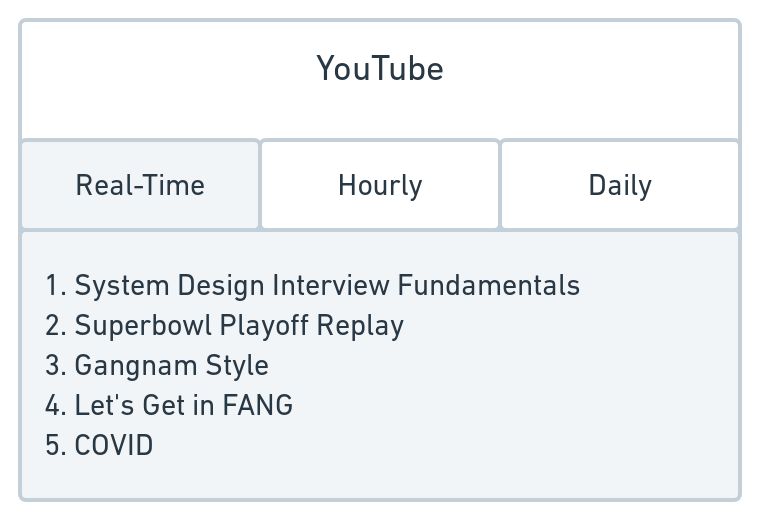 YouTube
Real-Time
Hourly
Daily
1. System Design Interview Fundamentals
2. Superbowl Playoff Replay
3. Gangnam Style
4. Let's Get in FANG
5. COVID